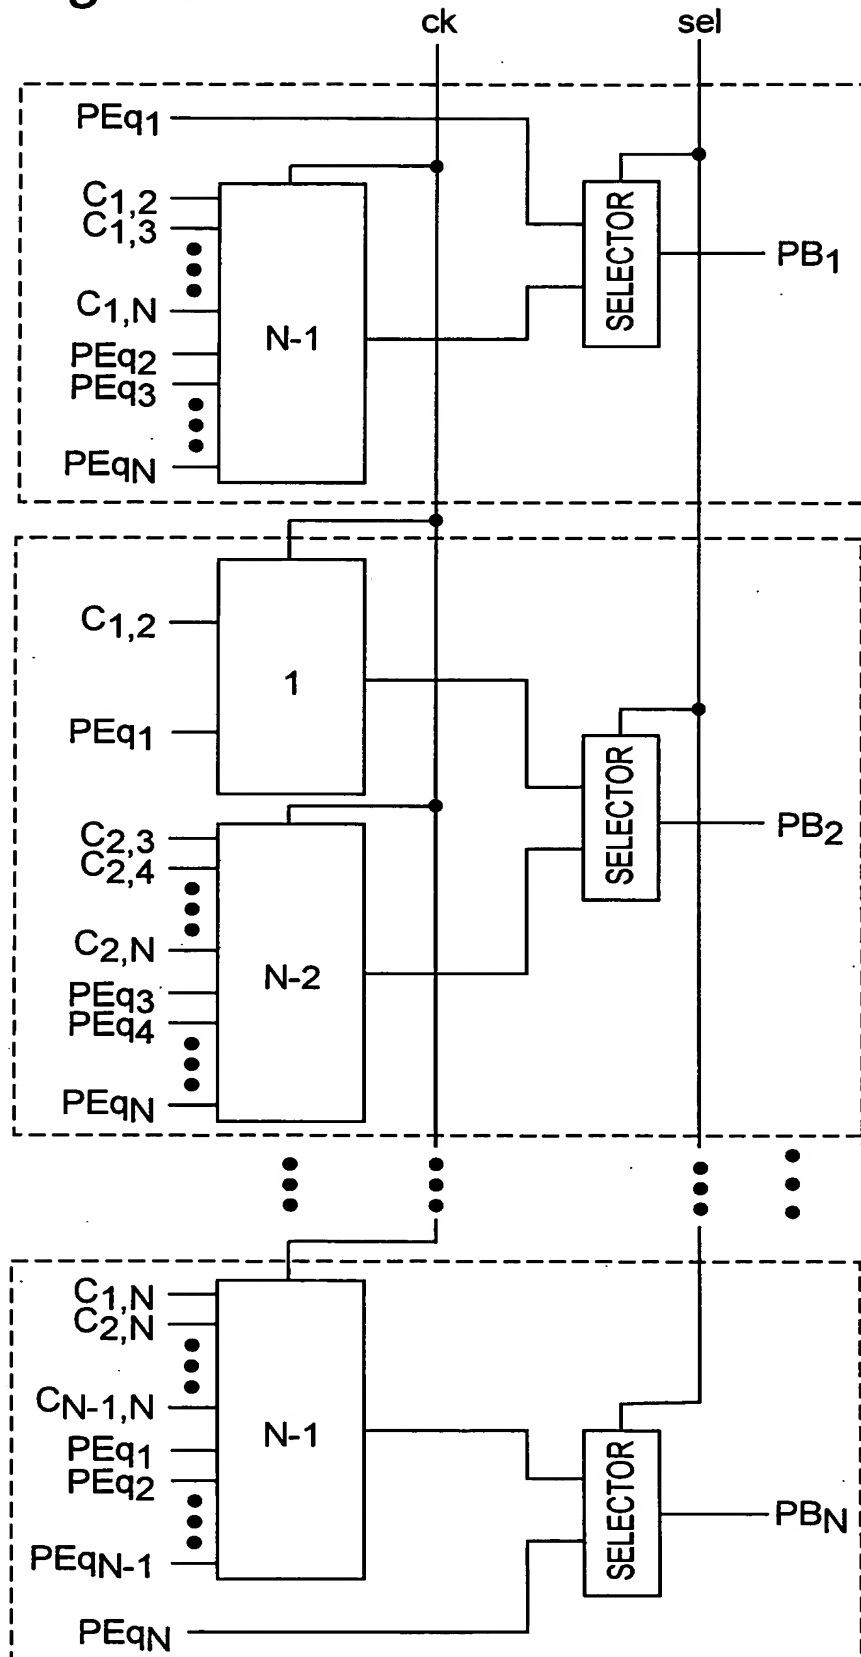 g
ck sel
PEq1
C1,2
C1,3
C1,N
PEq2
PEq3
PEqN
N-1
SELECTOR
PB1
C1,2
PEq1
1
C2,3
C2,4
C2,N
PEq3
PEq4
PEqN
N-2
SELECTOR
PB2
C1,N
C2,N
CN-1,N
PEq1
PEq2
PEqN-1
N-1
PEqN
SELECTOR
PBN